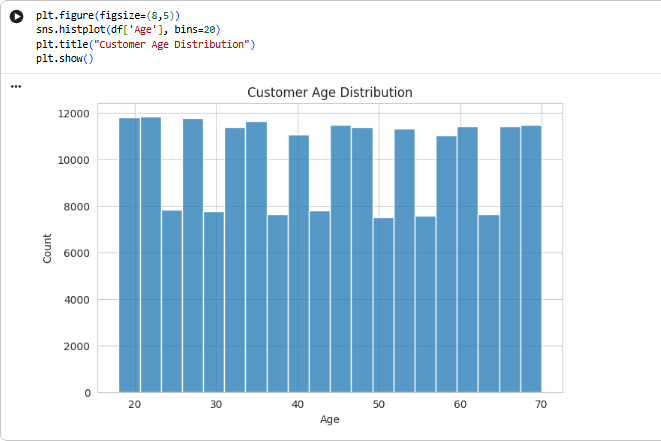 plt.figure(figsize=(8,5))
sns.histplot(df['Age'], bins=20)
plt.title("Customer Age Distribution")
plt.show()
...
Customer Age Distribution
12000
10000
8000
6000
4000
2000
0
Count
20 30 40 50 60 70
Age